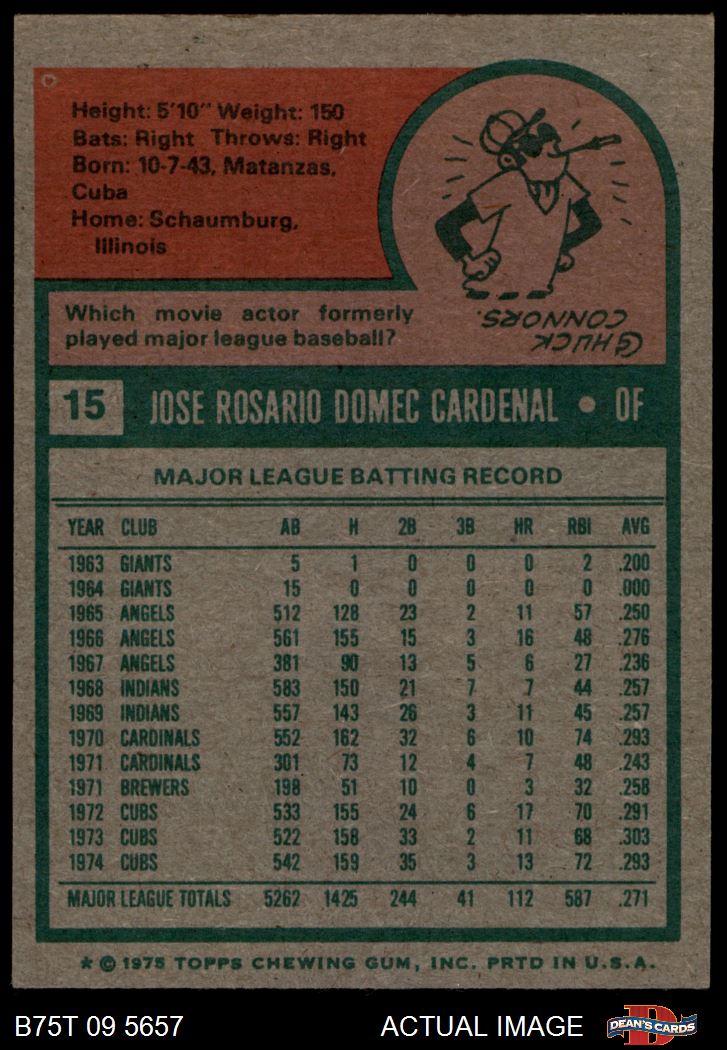 Height: 5'10" Weight: 150
Bats: Right Throws: Right
Born: 10-7-43, Matanzas,
Cuba
Home: Schaumburg,
Illinois
CHUCK
CONNORS.
Which movie actor formerly
played major league baseball?
15 JOSE ROSARIO DOMEC CARDENAL • OF
MAJOR LEAGUE BATTING RECORD
YEAR CLUB AB H 2B 3B HR RBI AVG
1963 GIANTS 5 1 0 0 0 2 .200
1964 GIANTS 15 0 0 0 0 0 .000
1965 ANGELS 512 128 23 2 11 57 .250
1966 ANGELS 561 155 15 3 16 48 .276
1967 ANGELS 381 90 13 5 6 27 .236
1968 INDIANS 583 150 21 7 7 44 .257
1969 INDIANS 557 143 26 3 11 45 .257
1970 CARDINALS 552 162 32 6 10 74 .293
1971 CARDINALS 301 73 12 4 7 48 .243
1971 BREWERS 198 51 10 0 3 32 .258
1972 CUBS 533 155 24 6 17 70 .291
1973 CUBS 522 158 33 2 11 68 .303
1974 CUBS 542 159 35 3 13 72 .293
MAJOR LEAGUE TOTALS 5262 1425 244 41 112 587 .271
* © 1975 TOPPS CHEWING GUM, INC. PRTD IN U.S.A.
B75T 09 5657 ACTUAL IMAGE D DEAN'S CARDS